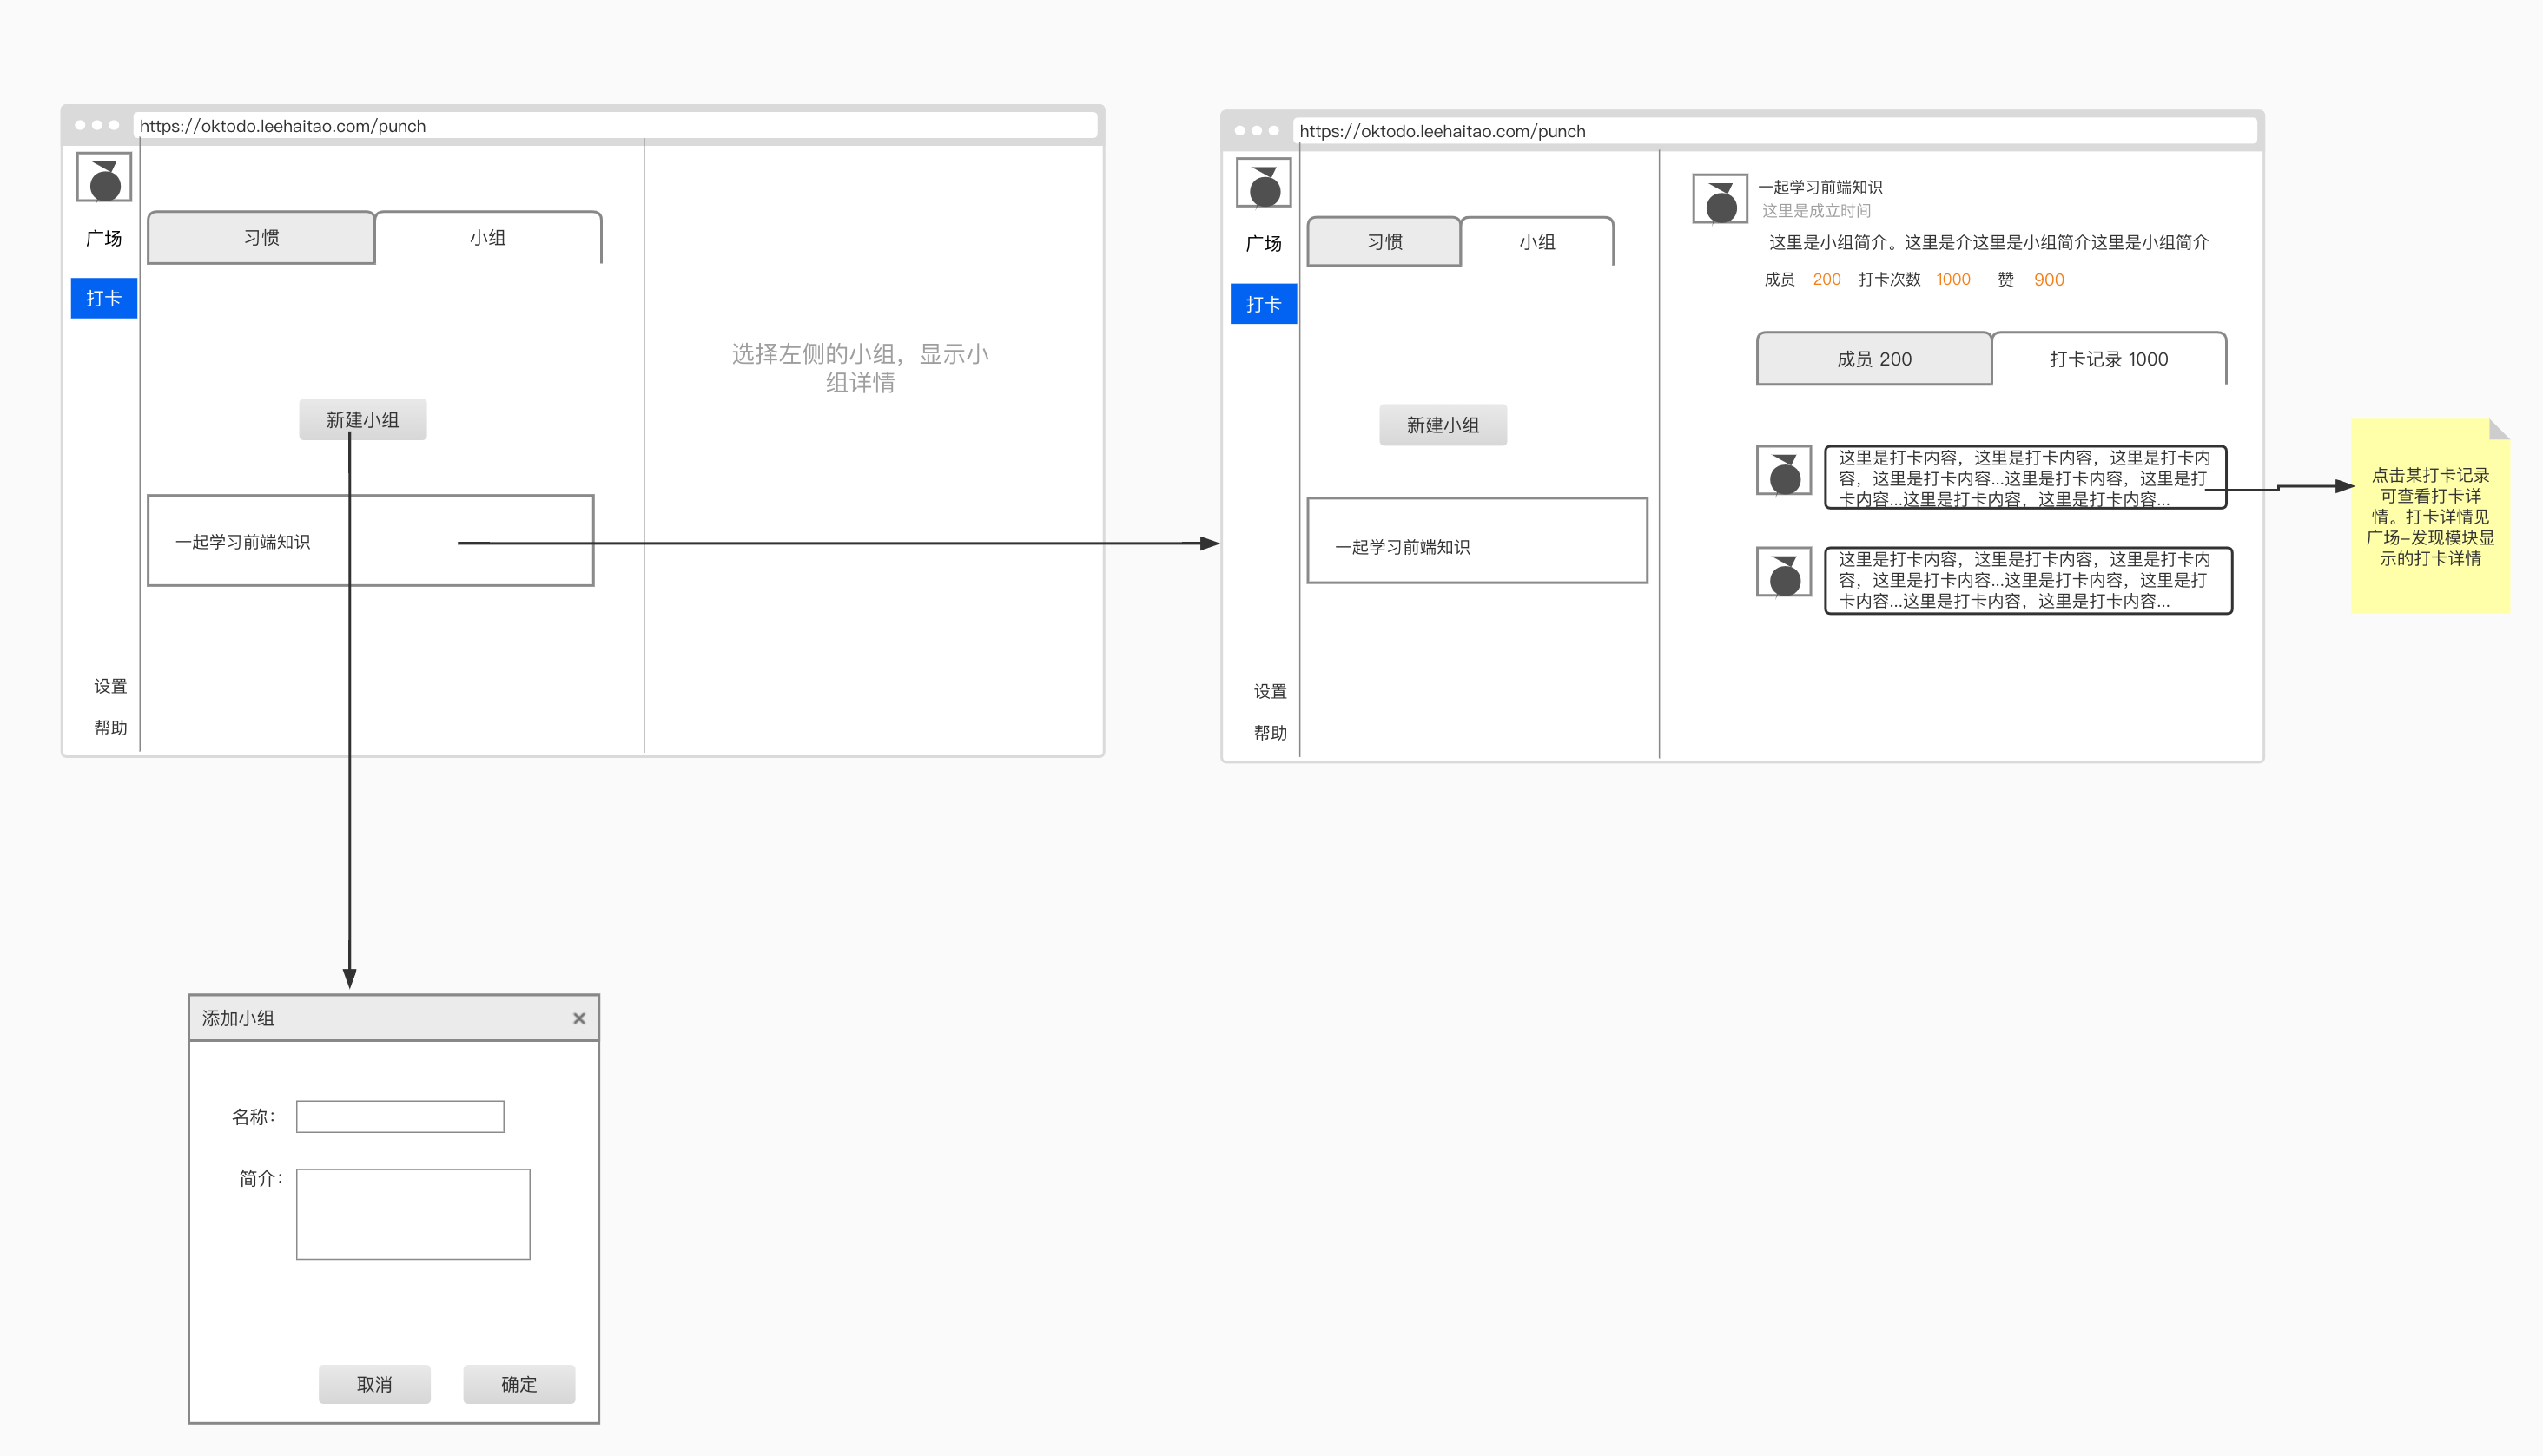 https://oktodo.leehaitao.com/punch
广场
打卡
设置
帮助
习惯
小组
新建小组
一起学习前端知识
选择左侧的小组，显示小
组详情
https://oktodo.leehaitao.com/punch
广场
打卡
设置
帮助
习惯
小组
新建小组
一起学习前端知识
一起学习前端知识
这里是成立时间
这里是小组简介。这里是介这里是小组简介这里是小组简介
成员 200 打卡次数 1000 赞 900
成员 200
打卡记录 1000
这里是打卡内容，这里是打卡内容，这里是打卡内
容，这里是打卡内容...这里是打卡内容，这里是打
卡内容...这里是打卡内容，这里是打卡内容...
这里是打卡内容，这里是打卡内容，这里是打卡内
容，这里是打卡内容...这里是打卡内容，这里是打
卡内容...这里是打卡内容，这里是打卡内容...
点击某打卡记录
可查看打卡详
情。打卡详情见
广场-发现模块显
示的打卡详情
添加小组
名称：
简介：
取消
确定